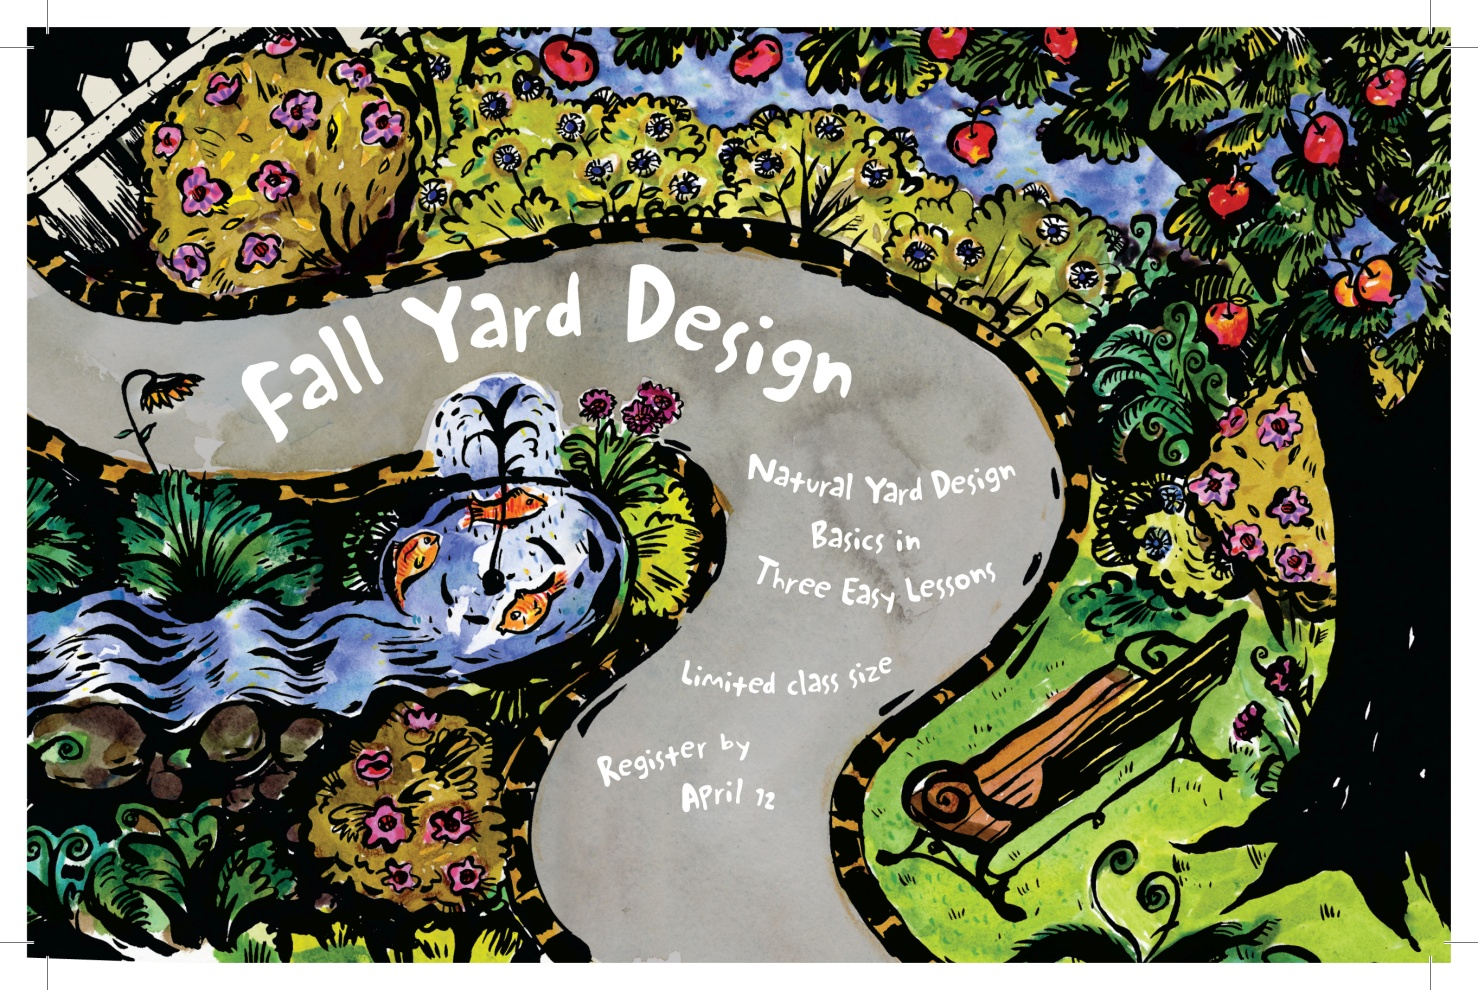 Fall Yard Design
Natural Yard Design
Basics in
Three Easy Lessons
Limited class size
Register by
April 12